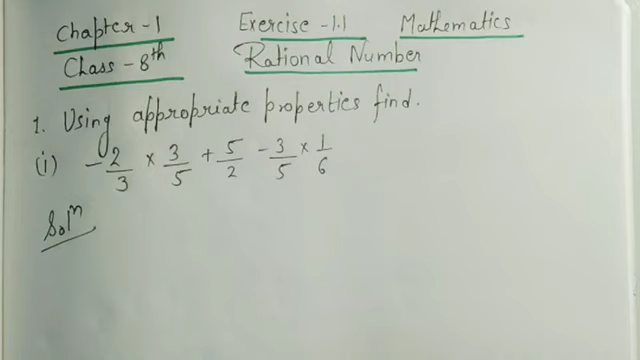 Chapter-1 Exercise-1.1 Mathematics
Class-8th Rational Number
1. Using appropriate properties find.
(i) -2/3 × 3/5 + 5/2 - 3/5 × 1/6
Solⁿ